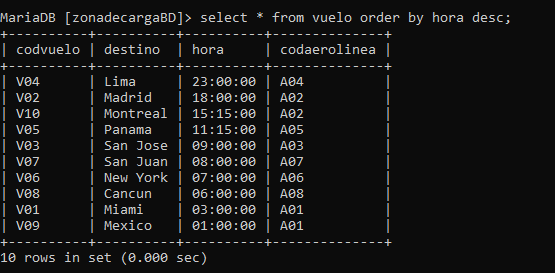 MariaDB [zonadecargaBD]> select * from vuelo order by hora desc;
+----------+-----------+----------+--------------+
| codvuelo | destino   | hora     | codaerolinea |
+----------+-----------+----------+--------------+
| V04      | Lima      | 23:00:00 | A04          |
| V02      | Madrid    | 18:00:00 | A02          |
| V10      | Montreal  | 15:15:00 | A02          |
| V05      | Panama    | 11:15:00 | A05          |
| V03      | San Jose  | 09:00:00 | A03          |
| V07      | San Juan  | 08:00:00 | A07          |
| V06      | New York  | 07:00:00 | A06          |
| V08      | Cancun    | 06:00:00 | A08          |
| V01      | Miami     | 03:00:00 | A01          |
| V09      | Mexico    | 01:00:00 | A01          |
+----------+-----------+----------+--------------+
10 rows in set (0.000 sec)